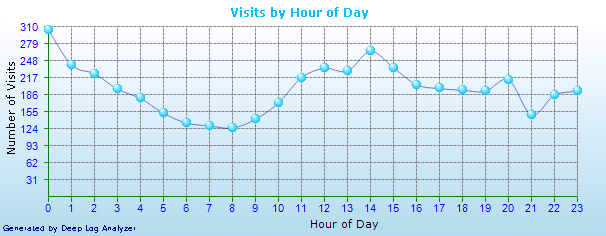 Visits by Hour of Day
310
279
248
217
186
155
124
93
62
31
Number of Visits
0 1 2 3 4 5 6 7 8 9 10 11 12 13 14 15 16 17 18 19 20 21 22 23
Hour of Day
Generated by Deep Log Analyzer